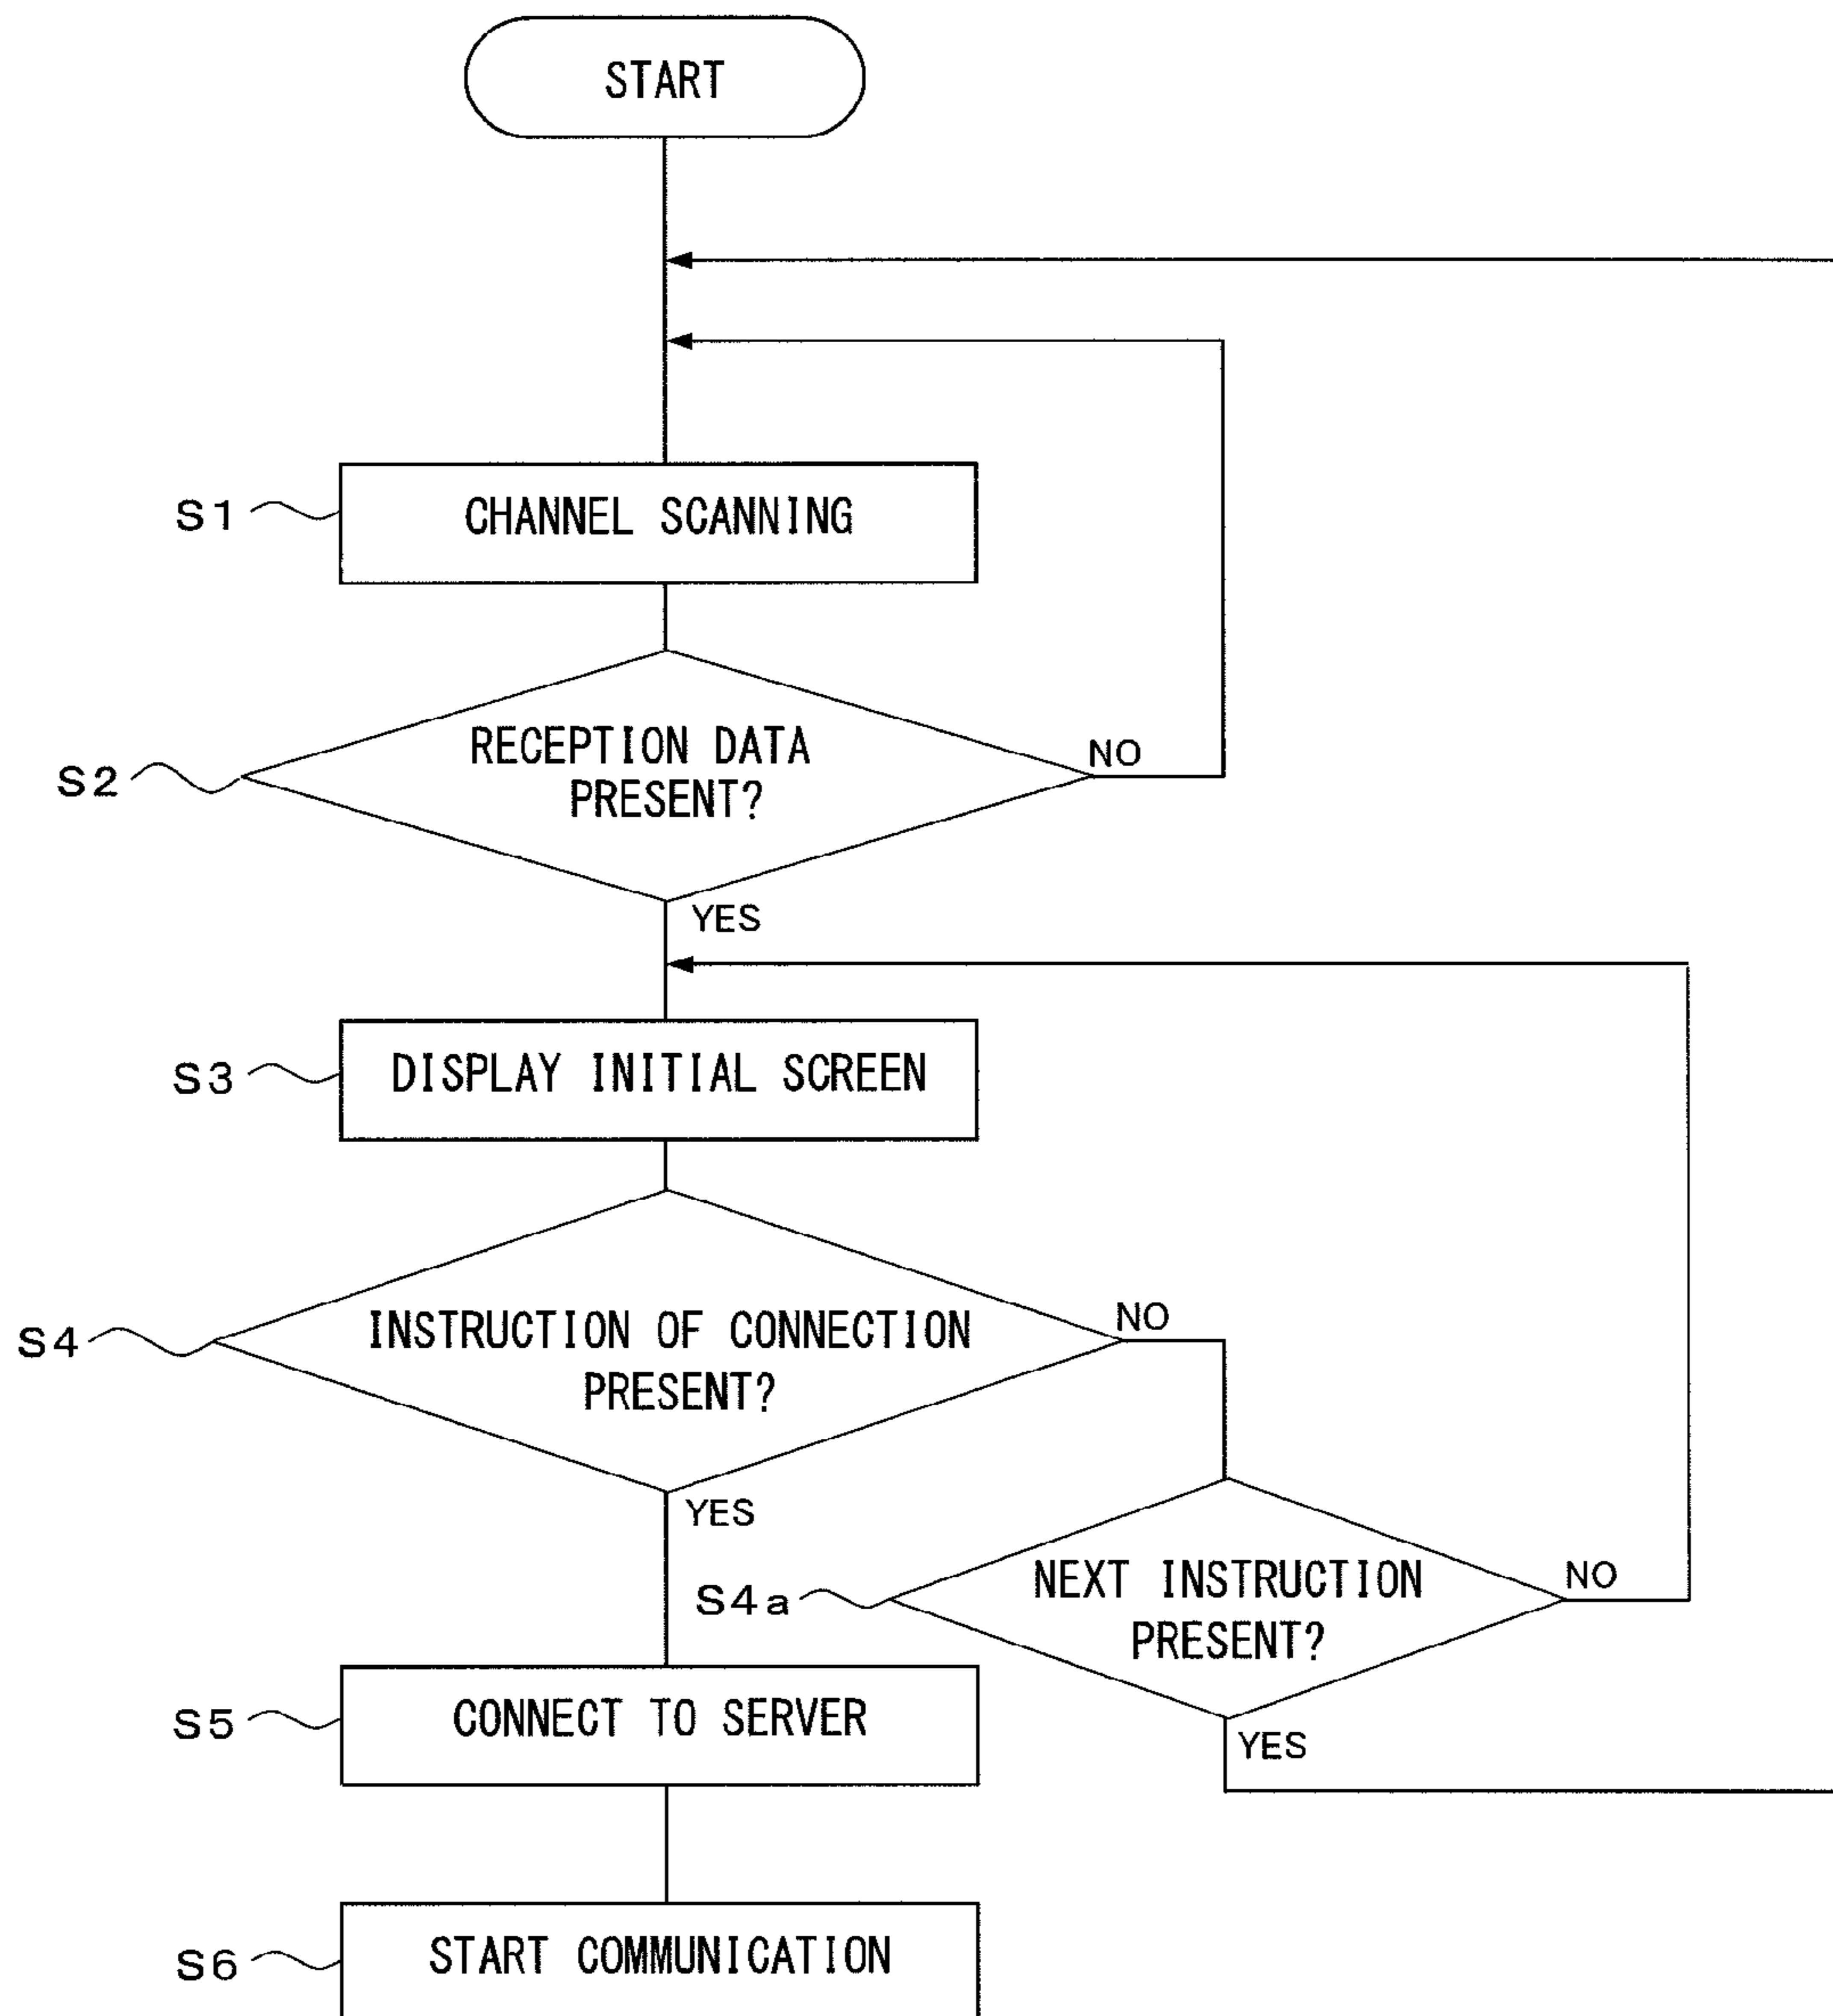 START
S1
CHANNEL SCANNING
S2
RECEPTION DATA
PRESENT?
NO
YES
S3
DISPLAY INITIAL SCREEN
S4
INSTRUCTION OF CONNECTION
PRESENT?
NO
YES
S4a
NEXT INSTRUCTION
PRESENT?
NO
YES
S5
CONNECT TO SERVER
S6
START COMMUNICATION